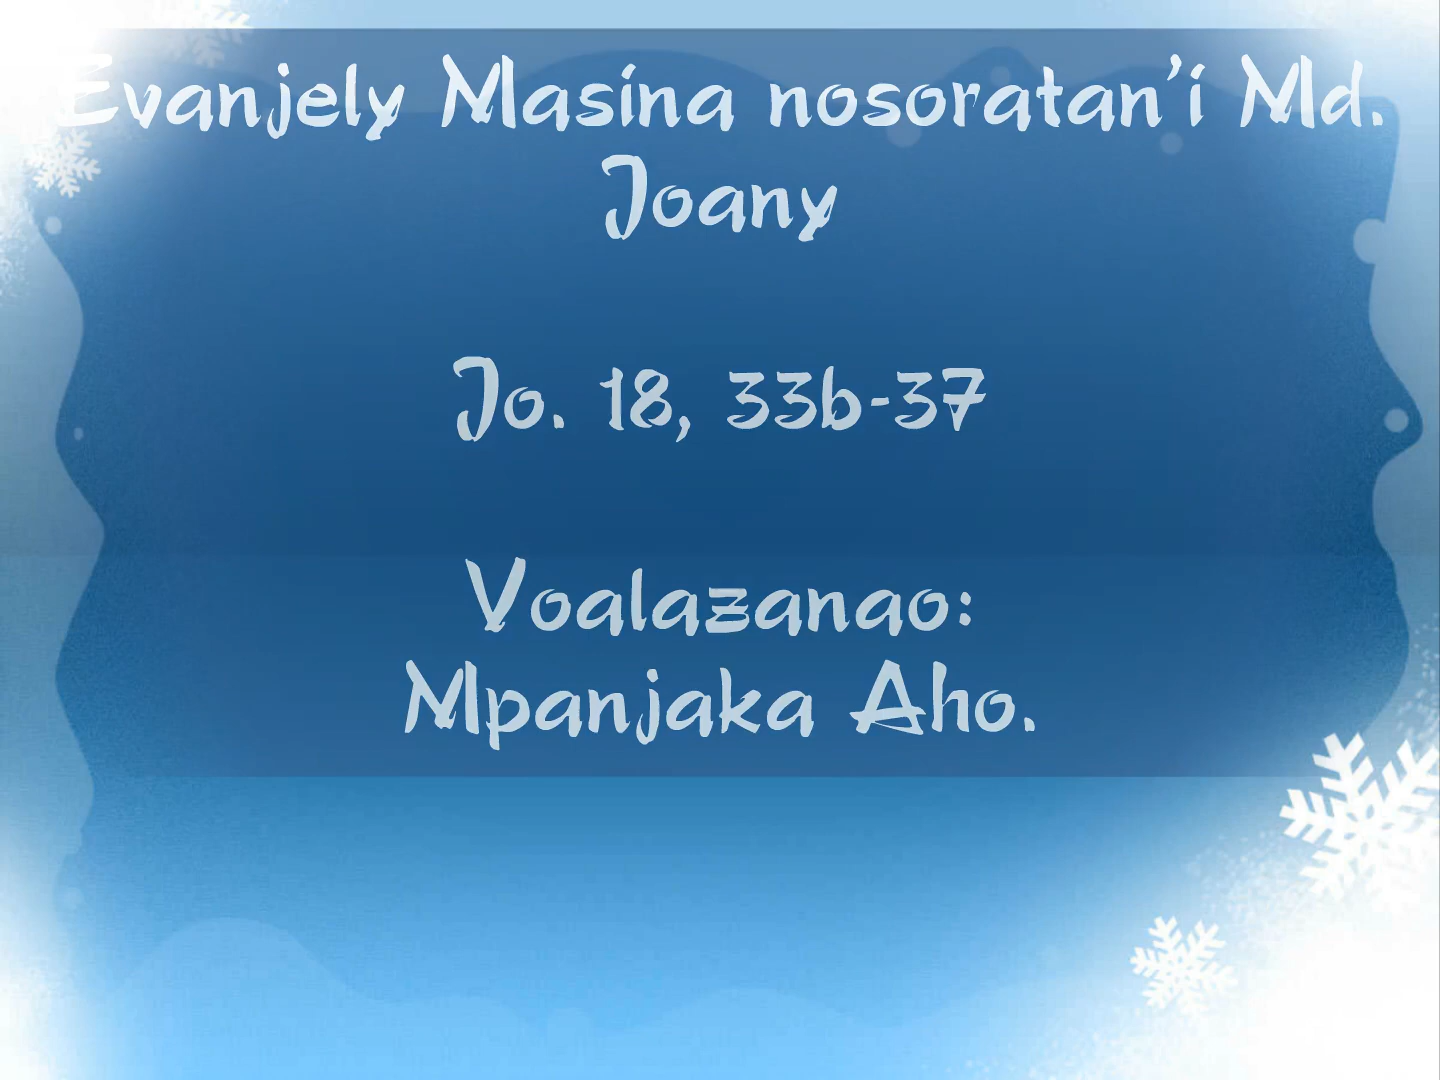 Evanjely Masina nosoratan'i Md.
Joany
Jo. 18, 33b-37
Voalazanao:
Mpanjaka Aho.